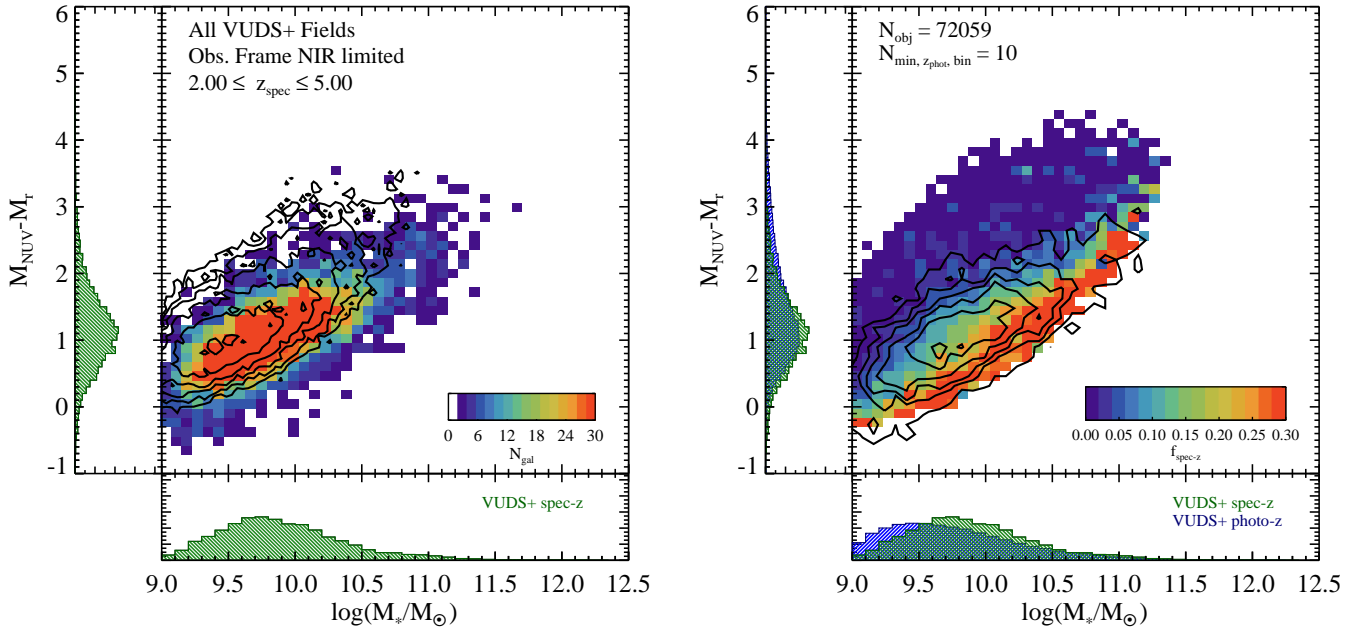 All VUDS+ Fields
Obs. Frame NIR limited
2.00 ≤ z_spec ≤ 5.00
6
5
4
3
2
1
0
-1
M_NUV-M_r
0 6 12 18 24 30
N_gal
VUDS+ spec-z
9.0 9.5 10.0 10.5 11.0 11.5 12.0 12.5
log(M_*/M_⊙)
N_obj = 72059
N_min, z_phot, bin = 10
6
5
4
3
2
1
0
-1
M_NUV-M_r
0.00 0.05 0.10 0.15 0.20 0.25 0.30
f_spec-z
VUDS+ spec-z
VUDS+ photo-z
9.0 9.5 10.0 10.5 11.0 11.5 12.0 12.5
log(M_*/M_⊙)